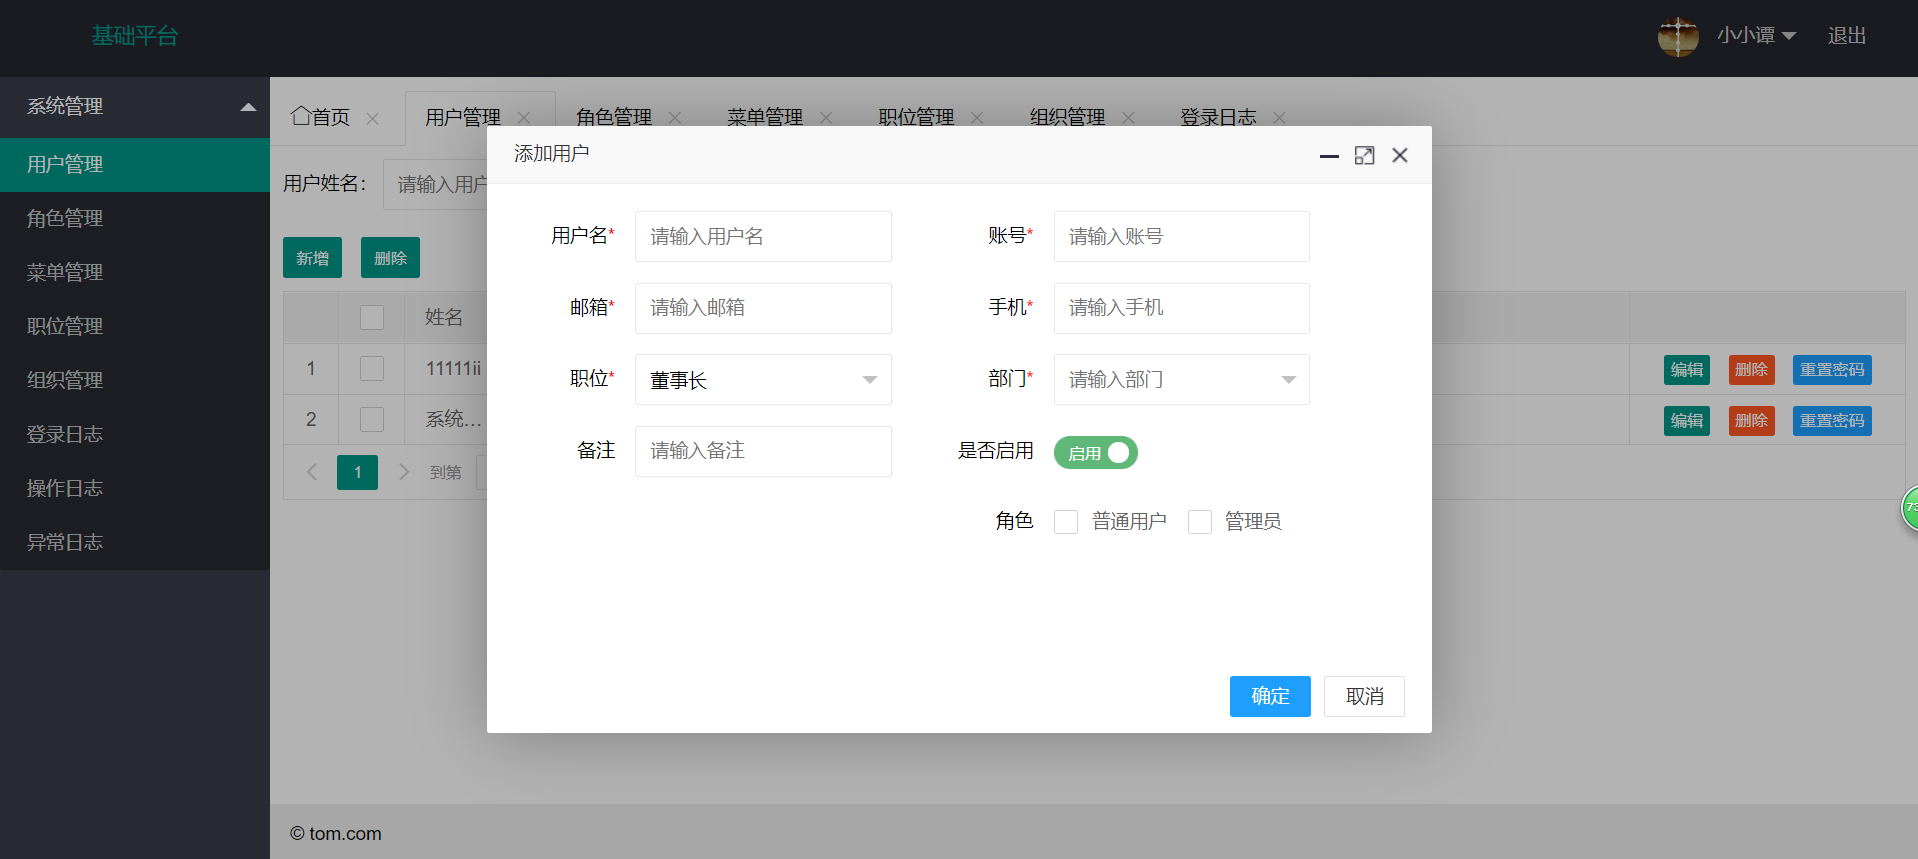 基础平台
小小谭
退出
系统管理
用户管理
角色管理
菜单管理
职位管理
组织管理
登录日志
操作日志
异常日志
首页
用户管理
角色管理
菜单管理
职位管理
组织管理
登录日志
用户姓名：
请输入用户
新增
删除
姓名
1
11111ii
编辑
删除
重置密码
2
系统...
编辑
删除
重置密码
1
到第
添加用户
用户名*
请输入用户名
账号*
请输入账号
邮箱*
请输入邮箱
手机*
请输入手机
职位*
董事长
部门*
请输入部门
备注
请输入备注
是否启用
启用
角色
普通用户
管理员
确定
取消
© tom.com